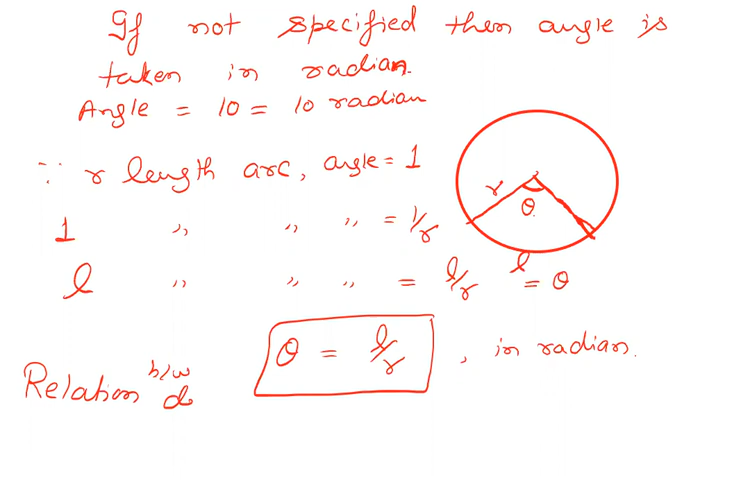 If not specified then angle is
taken in radian.
Angle = 10 = 10 radian
∵ r length arc, angle = 1
1 ,, ,, ,, = 1/r
l ,, ,, ,, = l/r = θ
r
θ
l
θ = l/r , in radian.
Relation b/w de